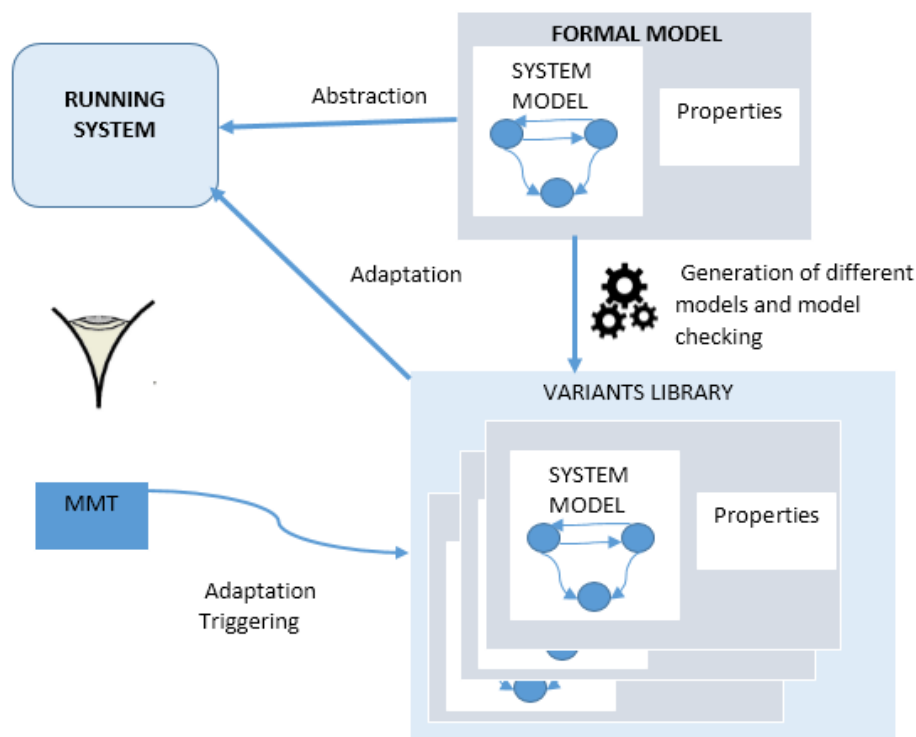 FORMAL MODEL
RUNNING
SYSTEM
Abstraction
SYSTEM
MODEL
Properties
Adaptation
Generation of different
models and model
checking
VARIANTS LIBRARY
MMT
SYSTEM
MODEL
Properties
Adaptation
Triggering